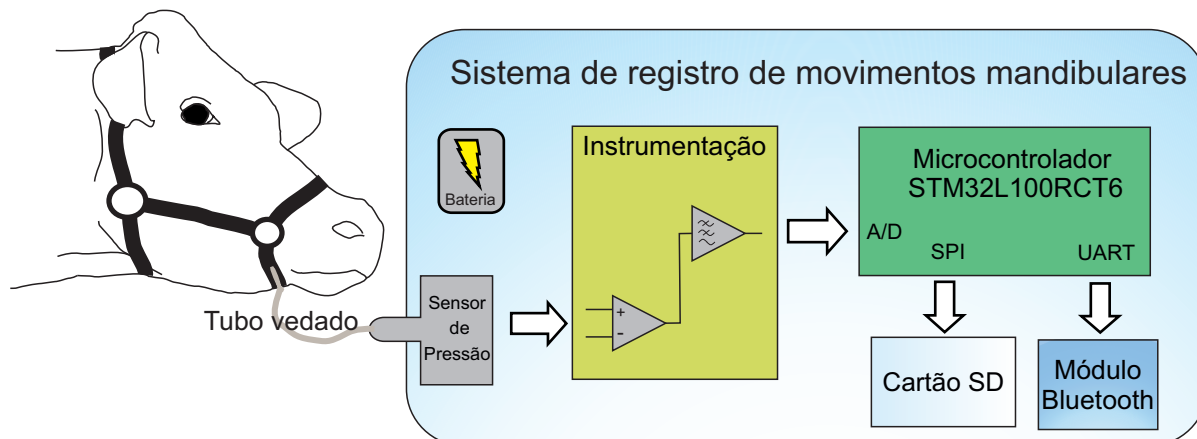 Sistema de registro de movimentos mandibulares
Bateria
Tubo vedado
Sensor
de
Pressão
Instrumentação
+
-
Microcontrolador
STM32L100RCT6
A/D
SPI
UART
Cartão SD
Módulo
Bluetooth